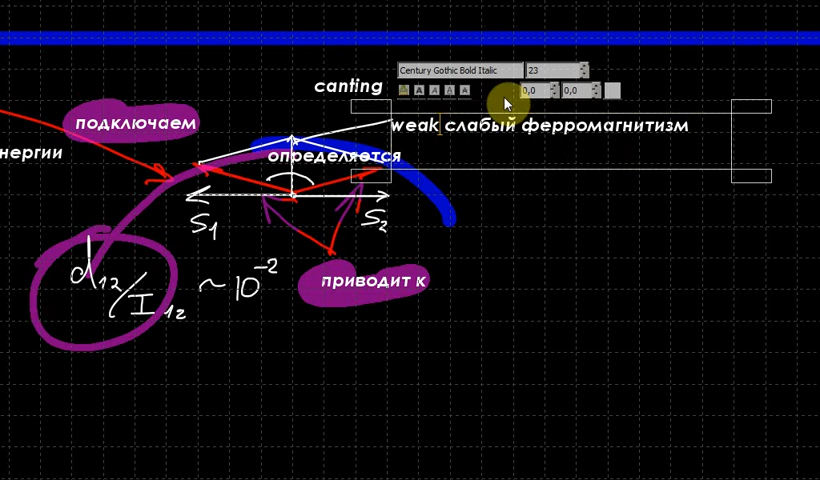 Century Gothic Bold Italic 23
canting
A A A A A 0,0 0,0
подключаем
weak слабый ферромагнитизм
нергии
определяется
S1 S2
d12/I12 ~ 10⁻²
приводит к